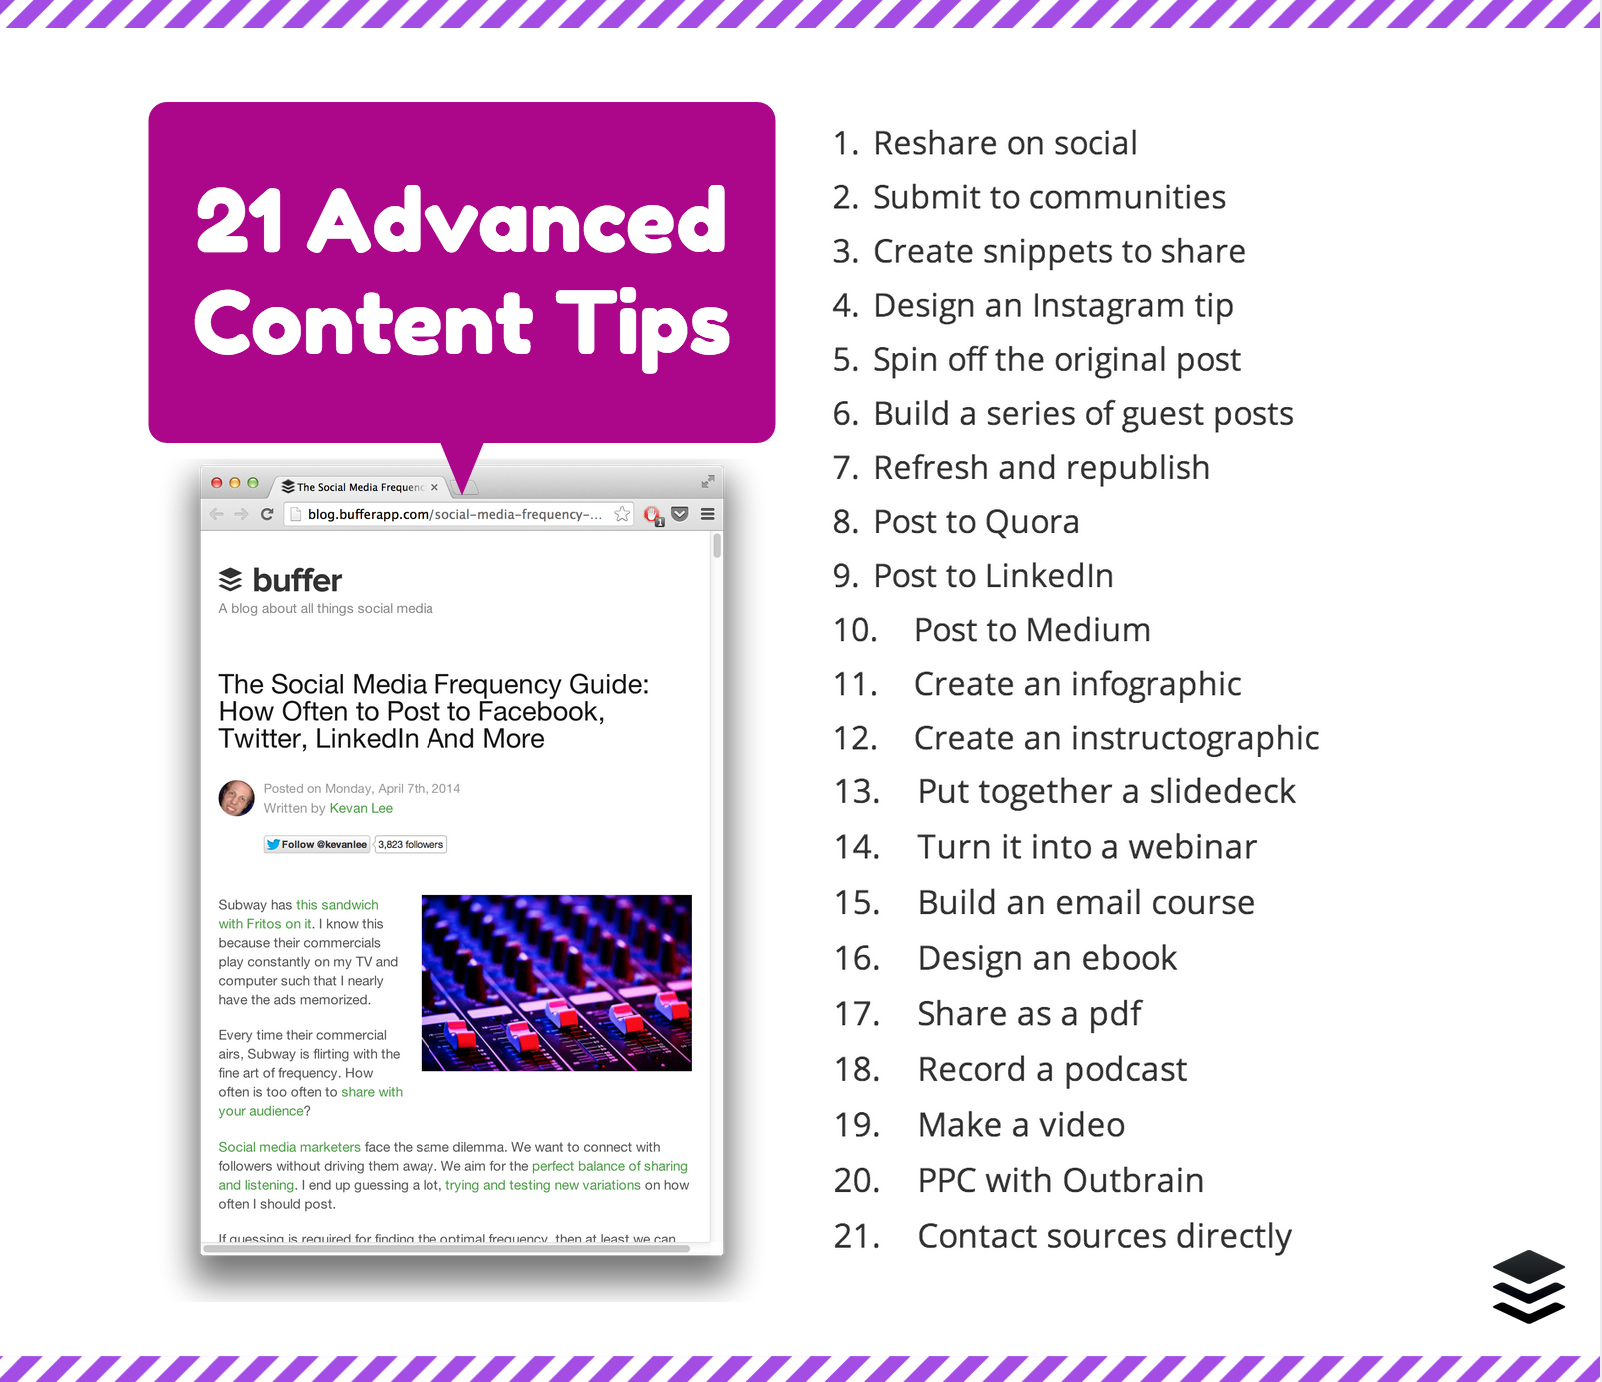 21 Advanced
Content Tips
The Social Media Frequenc
blog.bufferapp.com/social-media-frequency-...
1
buffer
A blog about all things social media
The Social Media Frequency Guide:
How Often to Post to Facebook,
Twitter, LinkedIn And More
Posted on Monday, April 7th, 2014
Written by Kevan Lee
Follow @kevanlee
3,823 followers
Subway has this sandwich
with Fritos on it. I know this
because their commercials
play constantly on my TV and
computer such that I nearly
have the ads memorized.
Every time their commercial
airs, Subway is flirting with the
fine art of frequency. How
often is too often to share with
your audience?
Social media marketers face the same dilemma. We want to connect with
followers without driving them away. We aim for the perfect balance of sharing
and listening. I end up guessing a lot, trying and testing new variations on how
often I should post.
If guessing is required for finding the optimal frequency, then at least we can
1. Reshare on social
2. Submit to communities
3. Create snippets to share
4. Design an Instagram tip
5. Spin off the original post
6. Build a series of guest posts
7. Refresh and republish
8. Post to Quora
9. Post to LinkedIn
10. Post to Medium
11. Create an infographic
12. Create an instructographic
13. Put together a slidedeck
14. Turn it into a webinar
15. Build an email course
16. Design an ebook
17. Share as a pdf
18. Record a podcast
19. Make a video
20. PPC with Outbrain
21. Contact sources directly